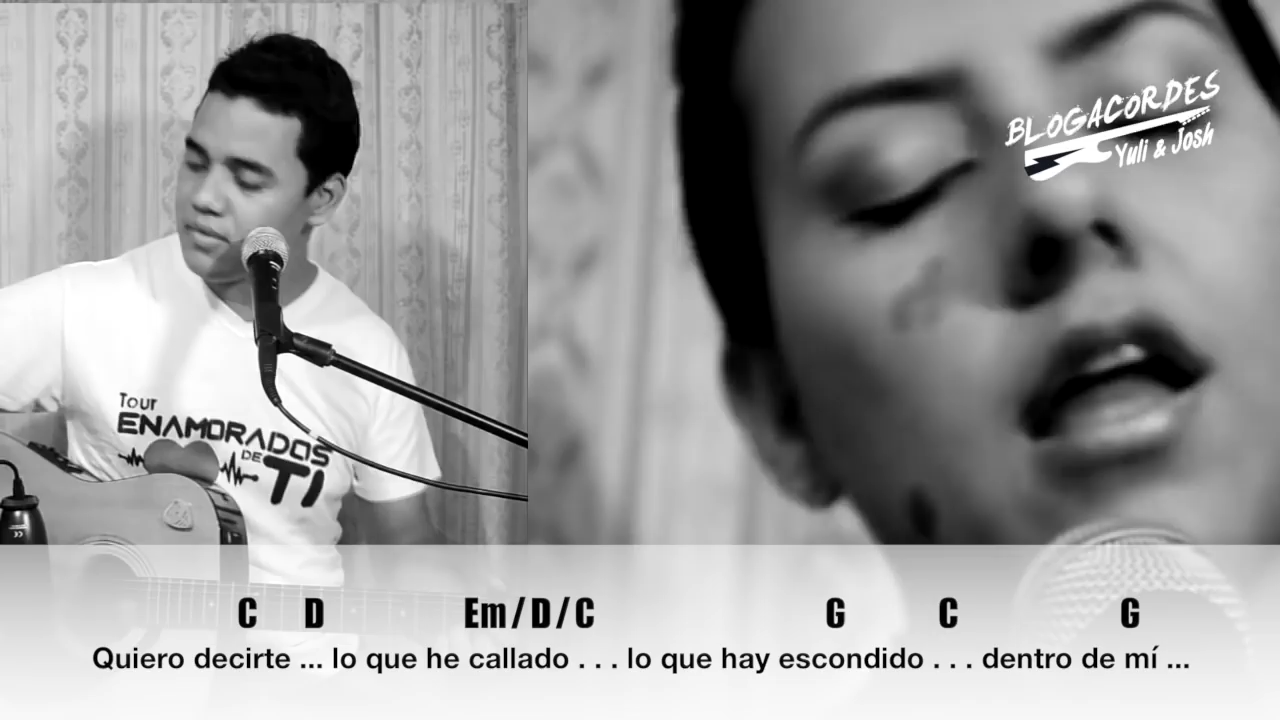 BLOGACORDES
Yuli & Josh
Tour
ENAMORADOS
DE
TI
C D Em/D/C G C G
Quiero decirte ... lo que he callado . . . lo que hay escondido . . . dentro de mí ...